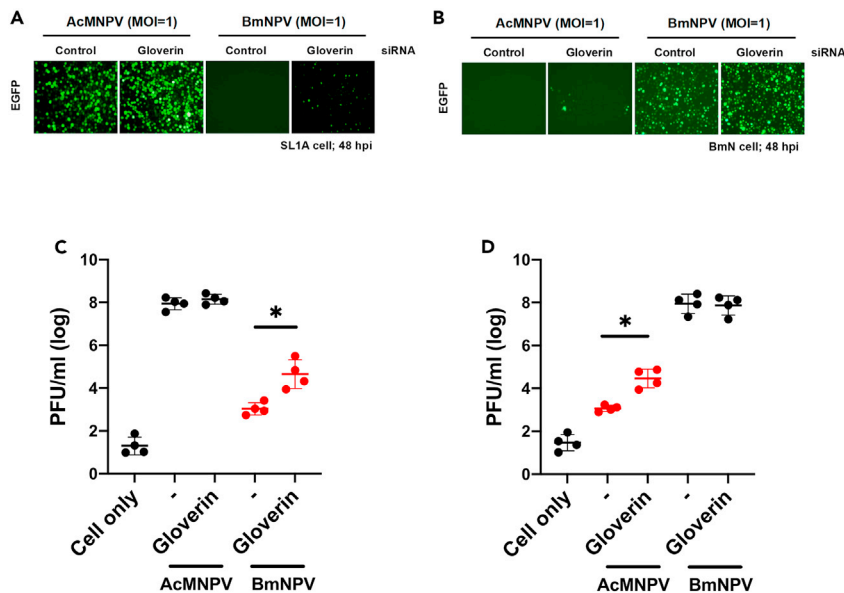 A
AcMNPV (MOI=1) BmNPV (MOI=1)
Control Gloverin Control Gloverin siRNA
EGFP
SL1A cell; 48 hpi
B
AcMNPV (MOI=1) BmNPV (MOI=1)
Control Gloverin Control Gloverin siRNA
EGFP
BmN cell; 48 hpi
C
PFU/ml (log)
10
8
6
4
2
0
*
Cell only
-
Gloverin
-
Gloverin
AcMNPV BmNPV
D
PFU/ml (log)
10
8
6
4
2
0
*
Cell only
-
Gloverin
-
Gloverin
AcMNPV BmNPV